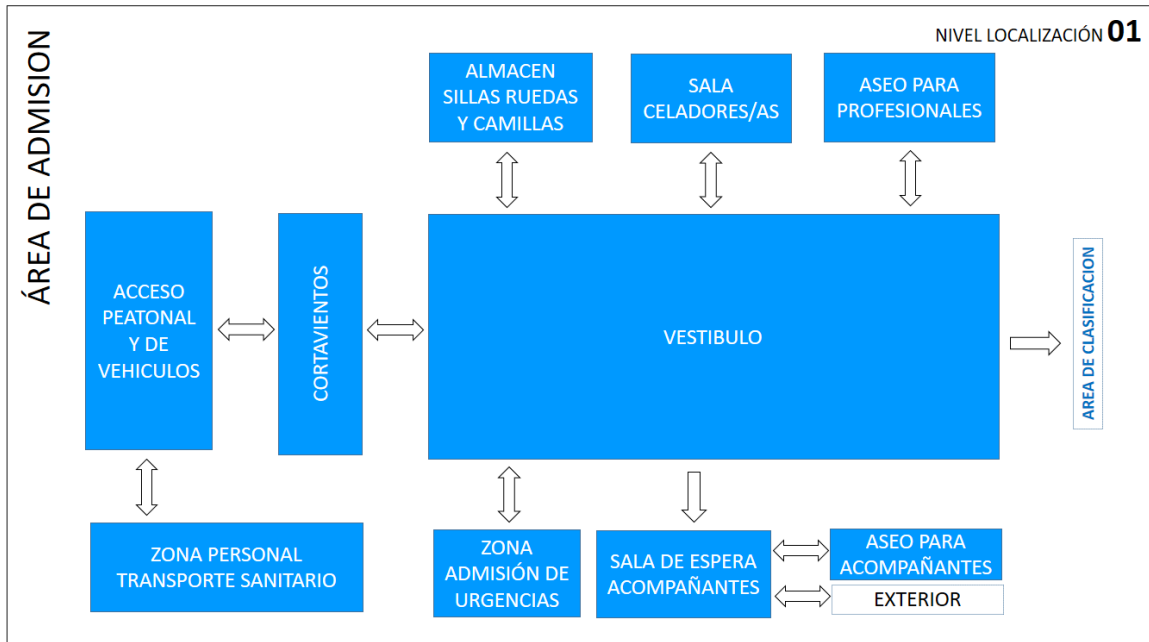 ÁREA DE ADMISION
NIVEL LOCALIZACIÓN 01
ALMACEN
SILLAS RUEDAS
Y CAMILLAS
SALA
CELADORES/AS
ASEO PARA
PROFESIONALES
ACCESO
PEATONAL
Y DE
VEHICULOS
CORTAVIENTOS
VESTIBULO
AREA DE CLASIFICACION
ZONA PERSONAL
TRANSPORTE SANITARIO
ZONA
ADMISIÓN DE
URGENCIAS
SALA DE ESPERA
ACOMPAÑANTES
ASEO PARA
ACOMPAÑANTES
EXTERIOR